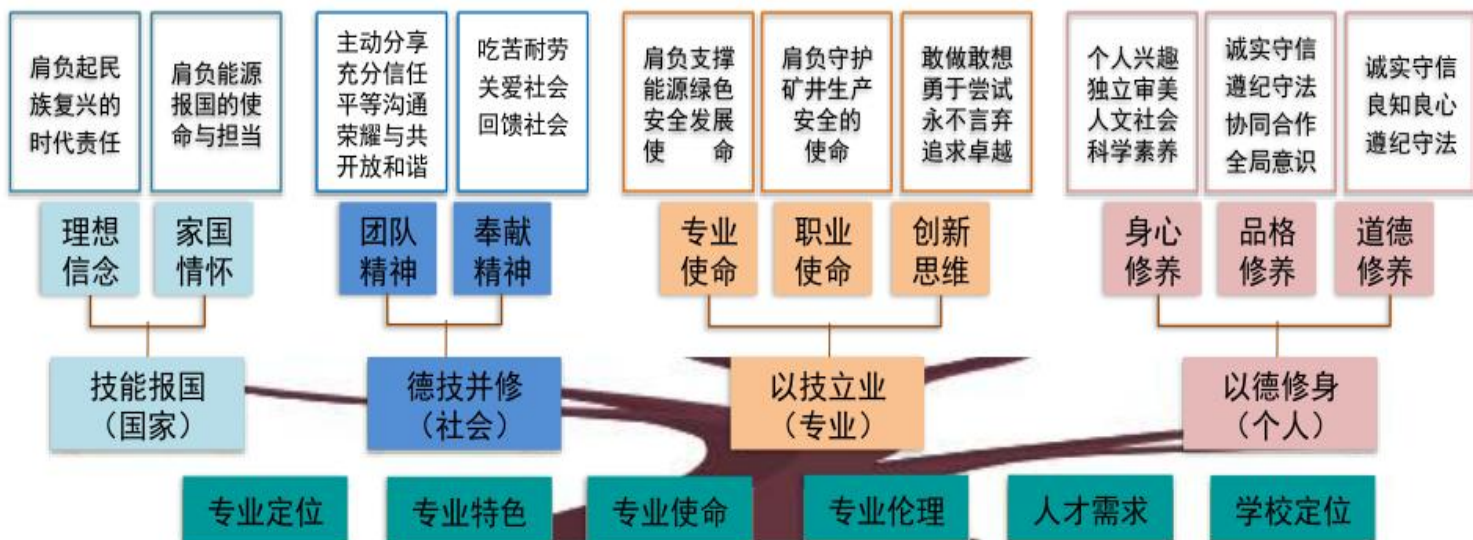 肩负起民
族复兴的
时代责任
肩负能源
报国的使
命与担当
主动分享
充分信任
平等沟通
荣耀与共
开放和谐
吃苦耐劳
关爱社会
回馈社会
肩负支撑
能源绿色
安全发展
使 命
肩负守护
矿井生产
安全的
使命
敢做敢想
勇于尝试
永不言弃
追求卓越
个人兴趣
独立审美
人文社会
科学素养
诚实守信
遵纪守法
协同合作
全局意识
诚实守信
良知良心
遵纪守法
理想
信念
家国
情怀
团队
精神
奉献
精神
专业
使命
职业
使命
创新
思维
身心
修养
品格
修养
道德
修养
技能报国
（国家）
德技并修
（社会）
以技立业
（专业）
以德修身
（个人）
专业定位
专业特色
专业使命
专业伦理
人才需求
学校定位